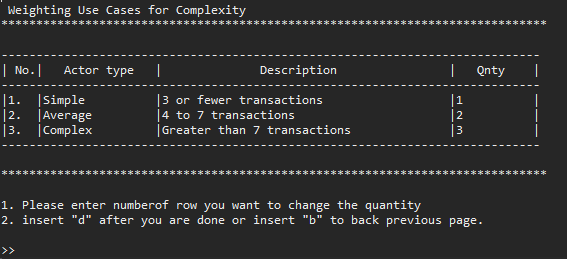 Weighting Use Cases for Complexity
*******************************************************************************
------------------------------------------------------------------------------
| No.|   Actor type   |              Description                |   Qnty    |
------------------------------------------------------------------------------
|1.  |Simple          |3 or fewer transactions                  |1          |
|2.  |Average         |4 to 7 transactions                      |2          |
|3.  |Complex         |Greater than 7 transactions              |3          |
------------------------------------------------------------------------------
*******************************************************************************
1. Please enter numberof row you want to change the quantity
2. insert "d" after you are done or insert "b" to back previous page.
>>